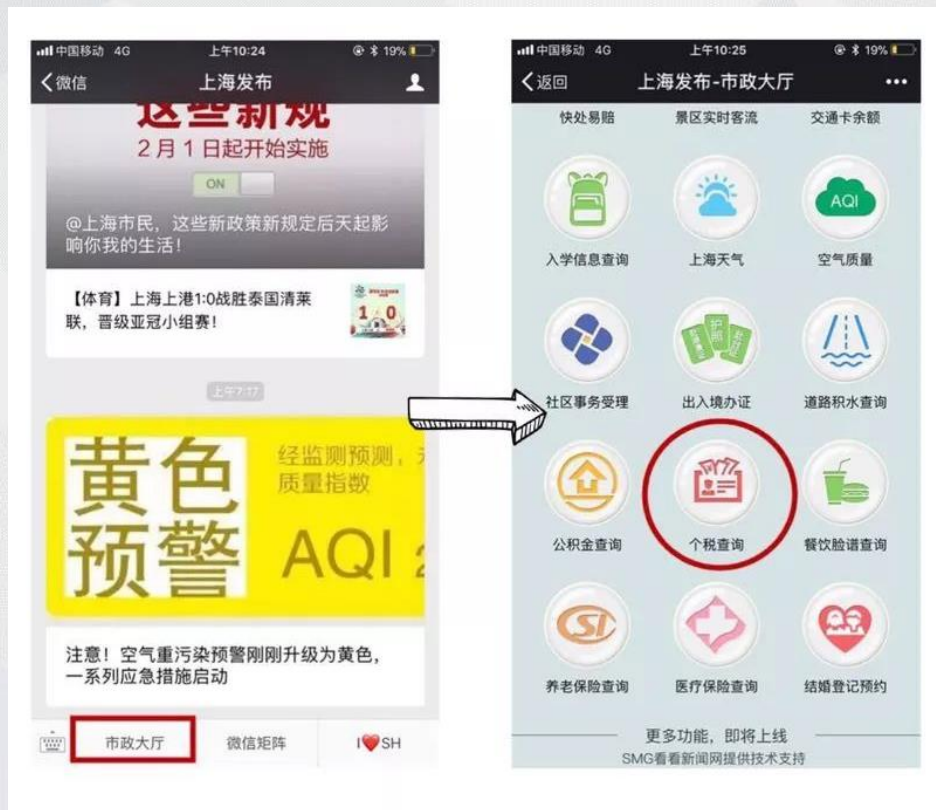 中国移动 4G
上午10:24
19%
微信
上海发布
这些新规
2月1日起开始实施
ON
@上海市民，这些新政策新规定后天起影
响你我的生活！
【体育】上海上港1:0战胜泰国清莱
联，晋级亚冠小组赛！
1 0
上午7:17
黄色
预警
经监测预测，
质量指数
AQI
注意！空气重污染预警刚刚升级为黄色，
一系列应急措施启动
市政大厅
微信矩阵
I❤SH
中国移动 4G
上午10:25
19%
返回
上海发布-市政大厅
快处易赔
景区实时客流
交通卡余额
AQI
入学信息查询
上海天气
空气质量
护照
社区事务受理
出入境办证
道路积水查询
公积金查询
个税查询
餐饮脸谱查询
养老保险查询
医疗保险查询
结婚登记预约
更多功能，即将上线
SMG看看新闻网提供技术支持